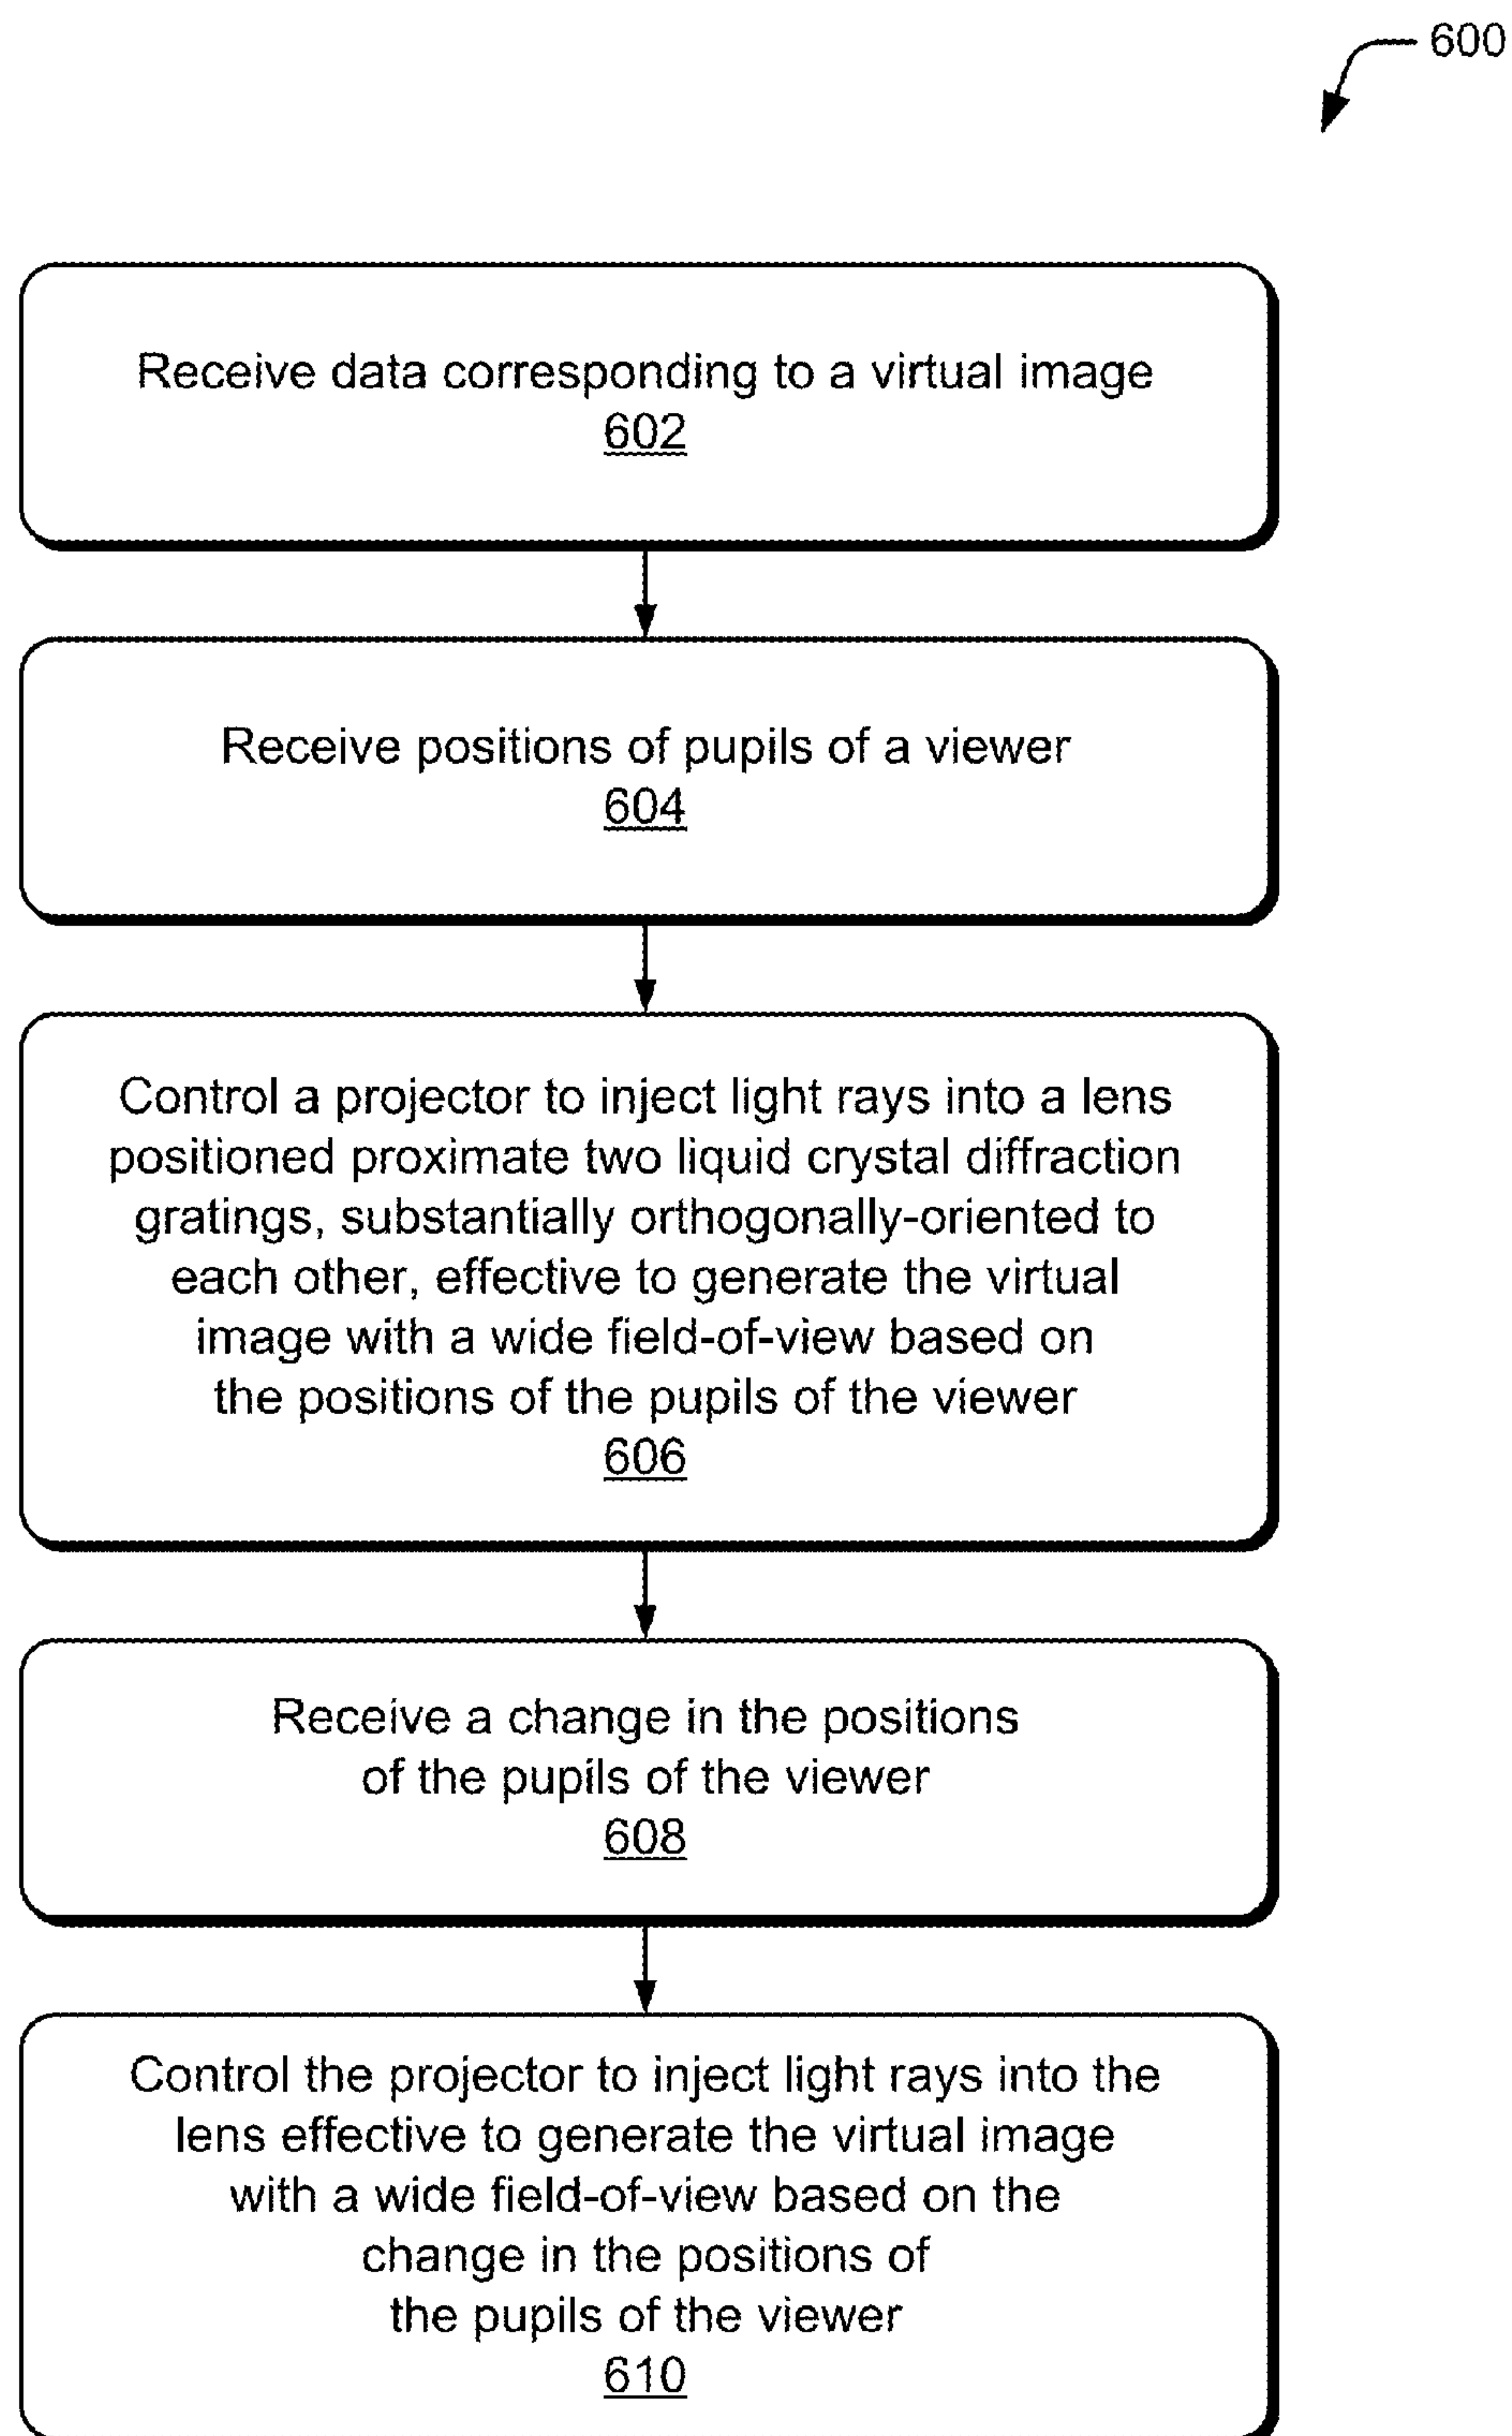 600
Receive data corresponding to a virtual image
602
Receive positions of pupils of a viewer
604
Control a projector to inject light rays into a lens
positioned proximate two liquid crystal diffraction
gratings, substantially orthogonally-oriented to
each other, effective to generate the virtual
image with a wide field-of-view based on
the positions of the pupils of the viewer
606
Receive a change in the positions
of the pupils of the viewer
608
Control the projector to inject light rays into the
lens effective to generate the virtual image
with a wide field-of-view based on the
change in the positions of
the pupils of the viewer
610